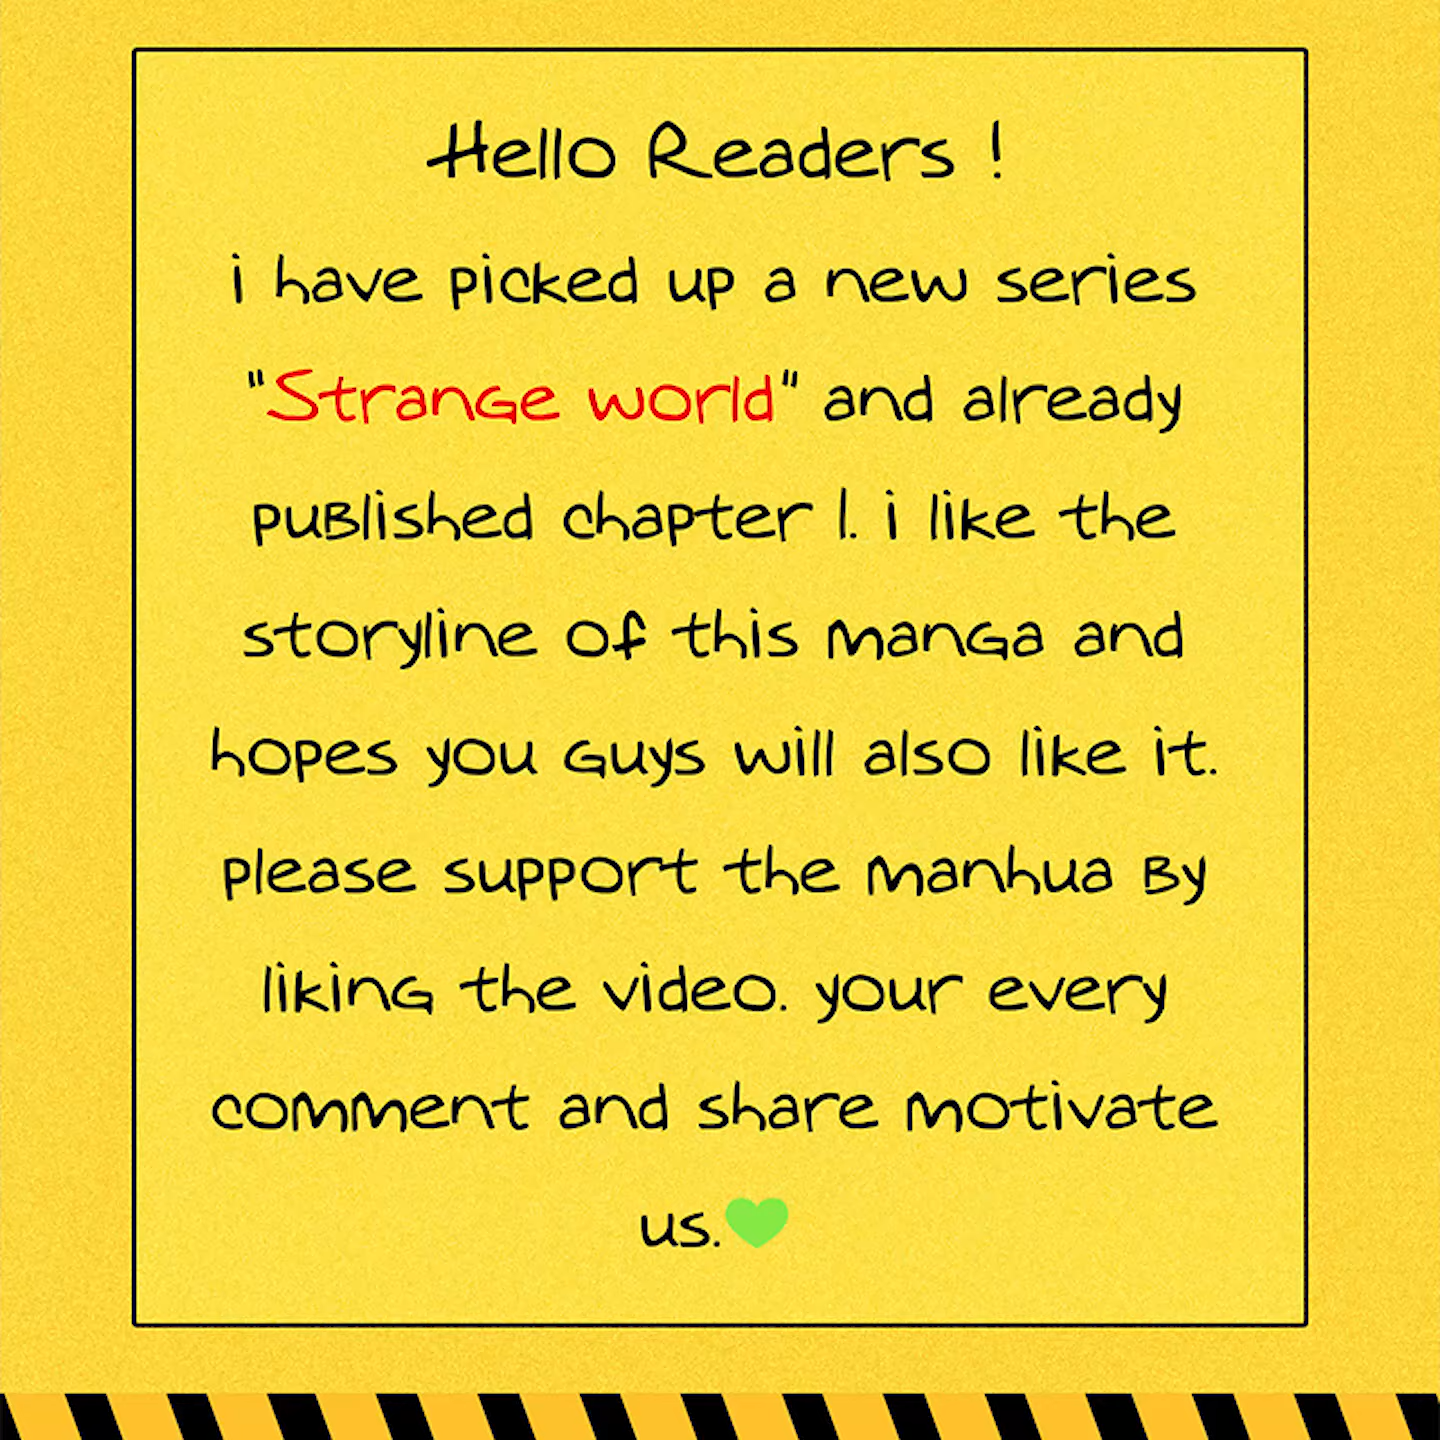 Hello Readers !
i have picked up a new series
"Strange world" and already
published chapter 1. i like the
storyline of this manga and
hopes you guys will also like it.
please support the manhua By
liking the video. your every
comment and share motivate
us.💚